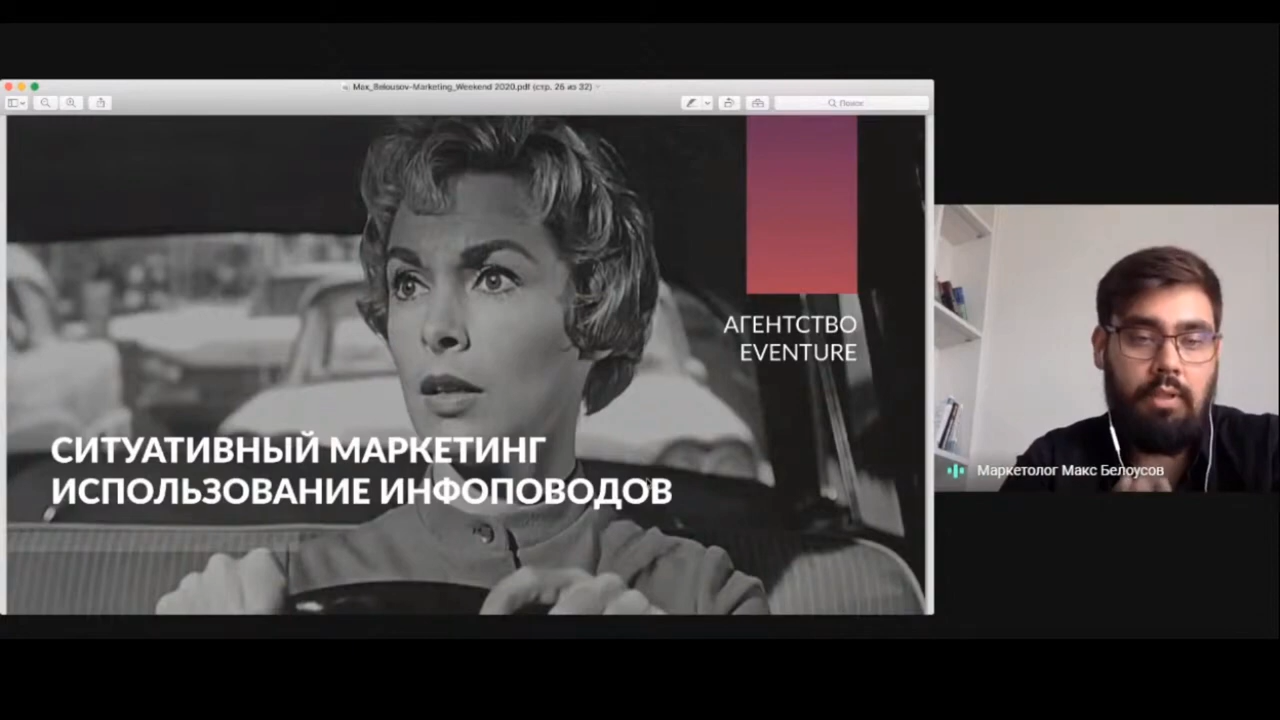 Max_Belousov-Marketing_Weekend 2020.pdf (стр. 26 из 32)
Поиск
АГЕНТСТВО
EVENTURE
СИТУАТИВНЫЙ МАРКЕТИНГ
ИСПОЛЬЗОВАНИЕ ИНФОПОВОДОВ
Маркетолог Макс Белоусов